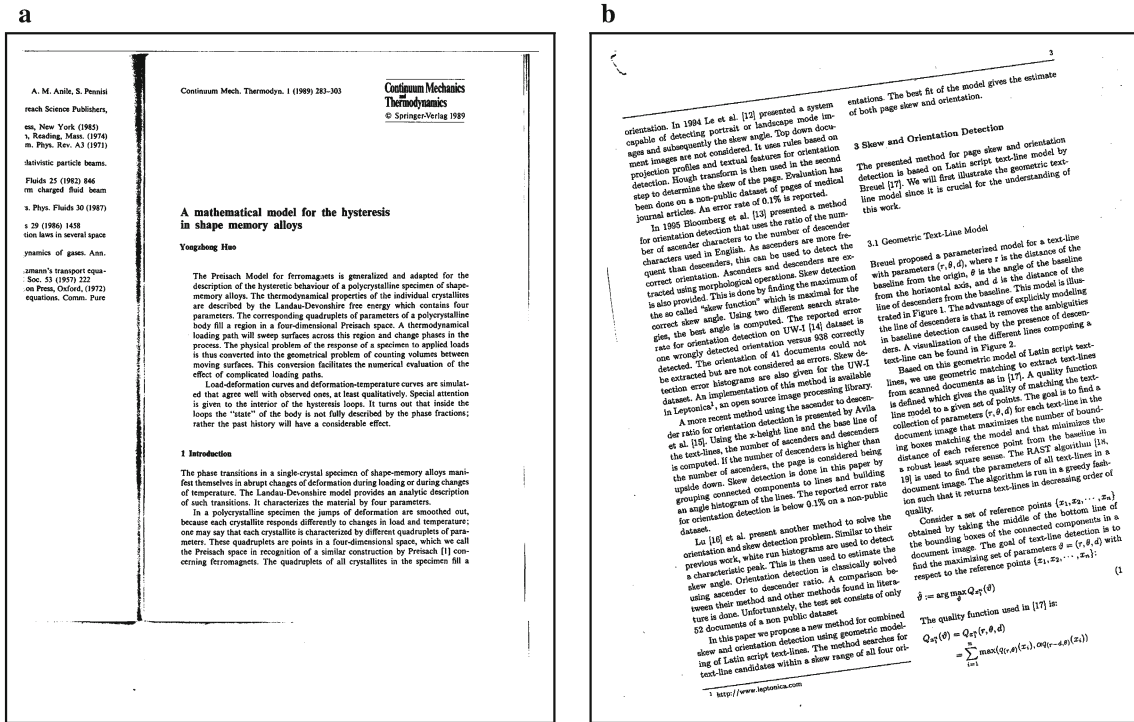 a
A. M. Anile, S. Pennisi
reach Science Publishers,
ess, New York (1985)
ı, Reading, Mass. (1974)
m. Phys. Rev. A3 (1971)
:lativistic particle beams.
Fluids 25 (1982) 846
rm charged fluid beam
's. Phys. Fluids 30 (1987)
s 29 (1986) 1458
tion laws in several space
ynamics of gases. Ann.
:zmann's transport equa-
Soc. 53 (1957) 222
on Press, Oxford, (1972)
equations. Comm. Pure
Continuum Mech. Thermodyn. 1 (1989) 283–303
Continuum Mechanics
and
Thermodynamics
© Springer-Verlag 1989
A mathematical model for the hysteresis
in shape memory alloys
Yongzhong Huo
The Preisach Model for ferromagnets is generalized and adapted for the
description of the hysteretic behaviour of a polycrystalline specimen of shape-
memory alloys. The thermodynamical properties of the individual crystallites
are described by the Landau-Devonshire free energy which contains four
parameters. The corresponding quadruplets of parameters of a polycrystalline
body fill a region in a four-dimensional Preisach space. A thermodynamical
loading path will sweep surfaces across this region and change phases in the
process. The physical problem of the response of a specimen to applied loads
is thus converted into the geometrical problem of counting volumes between
moving surfaces. This conversion facilitates the numerical evaluation of the
effect of complicated loading paths.
Load-deformation curves and deformation-temperature curves are simulat-
ed that agree well with observed ones, at least qualitatively. Special attention
is given to the interior of the hysteresis loops. It turns out that inside the
loops the "state" of the body is not fully described by the phase fractions;
rather the past history will have a considerable effect.
1 Introduction
The phase transitions in a single-crystal specimen of shape-memory alloys mani-
fest themselves in abrupt changes of deformation during loading or during changes
of temperature. The Landau-Devonshire model provides an analytic description
of such transitions. It characterizes the material by four parameters.
In a polycrystalline specimen the jumps of deformation are smoothed out,
because each crystallite responds differently to changes in load and temperature;
one may say that each crystallite is characterized by different quadruplets of para-
meters. These quadruplets are points in a four-dimensional space, which we call
the Preisach space in recognition of a similar construction by Preisach [1] con-
cerning ferromagnets. The quadruplets of all crystallites in the specimen fill a
b
3
orientation. In 1994 Le et al. [12] presented a system
capable of detecting portrait or landscape mode im-
ages and subsequently the skew angle. Top down docu-
ment images are not considered. It uses rules based on
projection profiles and textual features for orientation
detection. Hough transform is then used in the second
step to determine the skew of the page. Evaluation has
been done on a non-public dataset of pages of medical
journal articles. An error rate of 0.1% is reported.
In 1995 Bloomberg et al. [13] presented a method
for orientation detection that uses the ratio of the num-
ber of ascender characters to the number of descender
characters used in English. As ascenders are more fre-
quent than descenders, this can be used to detect the
correct orientation. Ascenders and descenders are ex-
tracted using morphological operations. Skew detection
is also provided. This is done by finding the maximum of
the so called "skew function" which is maximal for the
correct skew angle. Using two different search strate-
gies, the best angle is computed. The reported error
rate for orientation detection on UW-I [14] dataset is
one wrongly detected orientation versus 938 correctly
detected. The orientation of 41 documents could not
be extracted but are not considered as errors. Skew de-
tection error histograms are also given for the UW-I
dataset. An implementation of this method is available
in Leptonica¹, an open source image processing library.
A more recent method using the ascender to descen-
der ratio for orientation detection is presented by Avila
et al. [15]. Using the x-height line and the base line of
the text-lines, the number of ascenders and descenders
is computed. If the number of descenders is higher than
the number of ascenders, the page is considered being
upside down. Skew detection is done in this paper by
grouping connected components to lines and building
an angle histogram of the lines. The reported error rate
for orientation detection is below 0.1% on a non-public
dataset.
Lu [16] et al. present another method to solve the
orientation and skew detection problem. Similar to their
previous work, white run histograms are used to detect
a characteristic peak. This is then used to estimate the
skew angle. Orientation detection is classically solved
using ascender to descender ratio. A comparison be-
tween their method and other methods found in litera-
ture is done. Unfortunately, the test set consists of only
52 documents of a non public dataset
In this paper we propose a new method for combined
skew and orientation detection using geometric model-
ing of Latin script text-lines. The method searches for
text-line candidates within a skew range of all four ori-
¹ http://www.leptonica.com
entations. The best fit of the model gives the estimate
of both page skew and orientation.
3 Skew and Orientation Detection
The presented method for page skew and orientation
detection is based on Latin script text-line model by
Breuel [17]. We will first illustrate the geometric text-
line model since it is crucial for the understanding of
this work.
3.1 Geometric Text-Line Model
Breuel proposed a parameterized model for a text-line
with parameters (r, θ, d), where r is the distance of the
baseline from the origin, θ is the angle of the baseline
from the horizontal axis, and d is the distance of the
line of descenders from the baseline. This model is illus-
trated in Figure 1. The advantage of explicitly modeling
the line of descenders is that it removes the ambiguities
in baseline detection caused by the presence of descen-
ders. A visualization of the different lines composing a
text-line can be found in Figure 2.
Based on this geometric model of Latin script text-
lines, we use geometric matching to extract text-lines
from scanned documents as in [17]. A quality function
is defined which gives the quality of matching the text-
line model to a given set of points. The goal is to find a
collection of parameters (r, θ, d) for each text-line in the
document image that maximizes the number of bound-
ing boxes matching the model and that minimizes the
distance of each reference point from the baseline in
a robust least square sense. The RAST algorithm [18,
19] is used to find the parameters of all text-lines in a
document image. The algorithm is run in a greedy fash-
ion such that it returns text-lines in decreasing order of
quality.
Consider a set of reference points {x₁, x₂, ··· , xₙ}
obtained by taking the middle of the bottom line of
the bounding boxes of the connected components in a
document image. The goal of text-line detection is to
find the maximizing set of parameters ϑ = (r, θ, d) with
respect to the reference points {x₁, x₂, ··· , xₙ}:
ϑ̂ := arg max_ϑ Q_{x₁ⁿ}(ϑ) (1
The quality function used in [17] is:
Q_{x₁ⁿ}(ϑ) = Q_{x₁ⁿ}(r, θ, d)
= ∑_{i=1}^{n} max(q_{(r,θ)}(x_i), αq_{(r−d,θ)}(x_i))